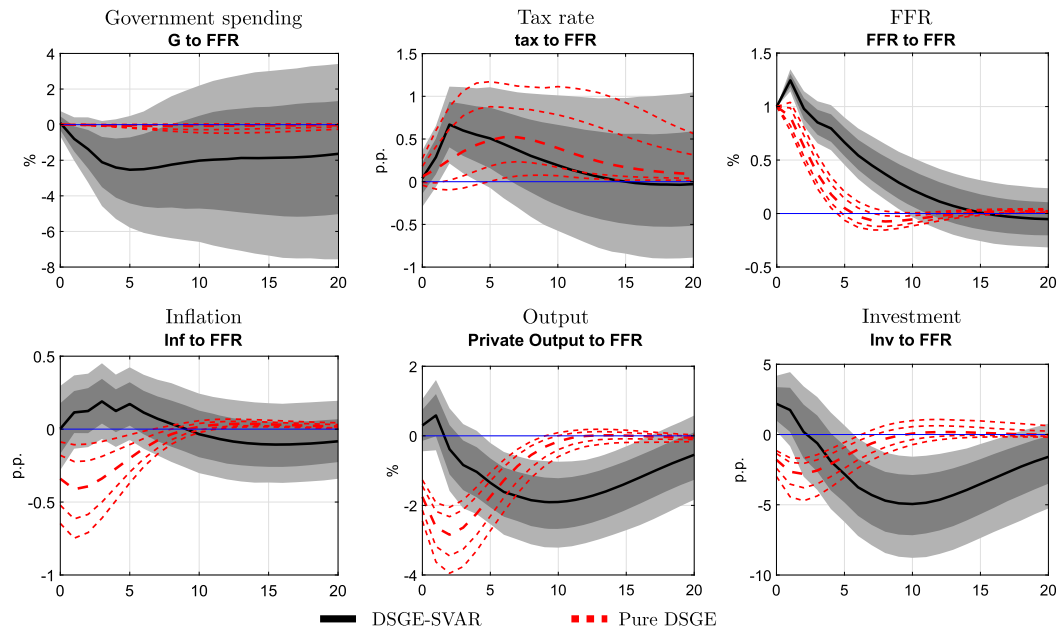 Government spending
G to FFR
4
2
0
-2
-4
-6
-8
%
0 5 10 15 20
Tax rate
tax to FFR
1.5
1
0.5
0
-0.5
-1
p.p.
0 5 10 15 20
FFR
FFR to FFR
1.5
1
0.5
0
-0.5
%
0 5 10 15 20
Inflation
Inf to FFR
0.5
0
-0.5
-1
p.p.
0 5 10 15 20
Output
Private Output to FFR
2
0
-2
-4
%
0 5 10 15 20
Investment
Inv to FFR
5
0
-5
-10
p.p.
0 5 10 15 20
DSGE-SVAR
Pure DSGE